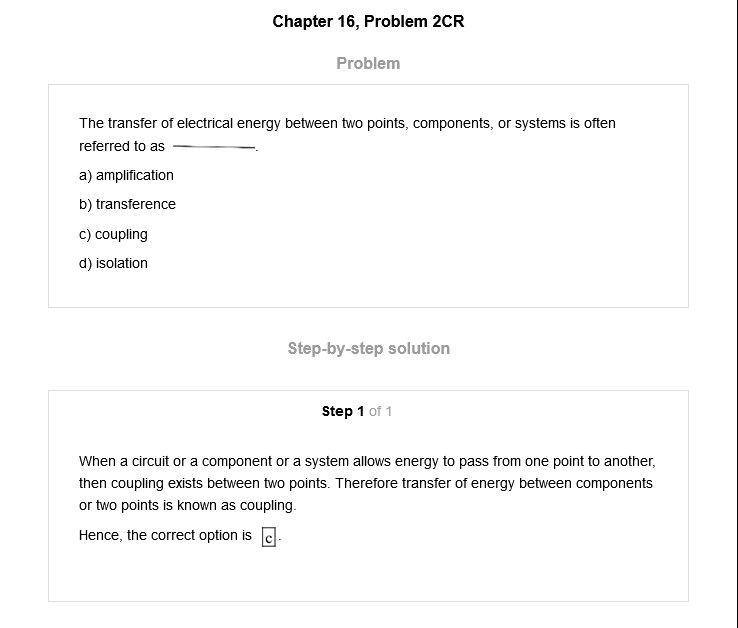 Chapter 16, Problem 2CR
Problem
The transfer of electrical energy between two points, components, or systems is often
referred to as ________.
a) amplification
b) transference
c) coupling
d) isolation
Step-by-step solution
Step 1 of 1
When a circuit or a component or a system allows energy to pass from one point to another,
then coupling exists between two points. Therefore transfer of energy between components
or two points is known as coupling.
Hence, the correct option is c.